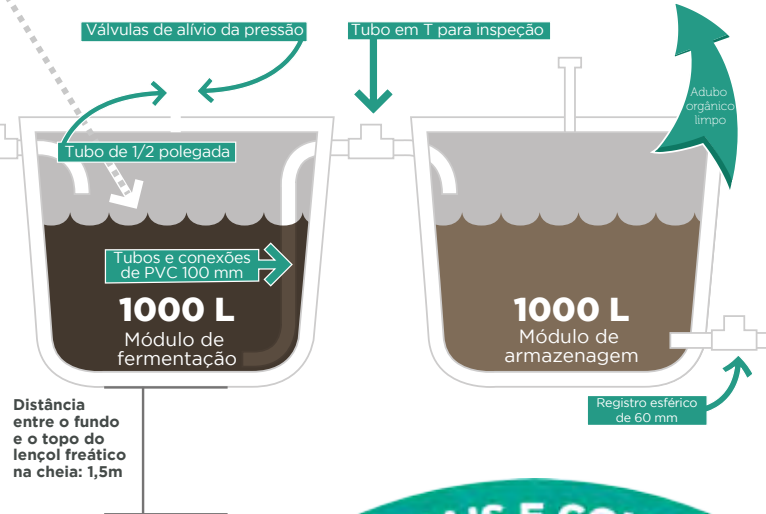 Válvulas de alívio da pressão
Tubo em T para inspeção
Adubo
orgânico
limpo
Tubo de 1/2 polegada
Tubos e conexões
de PVC 100 mm
1000 L
Módulo de
fermentação
1000 L
Módulo de
armazenagem
Distância
entre o fundo
e o topo do
lençol freático
na cheia: 1,5m
Registro esférico
de 60 mm